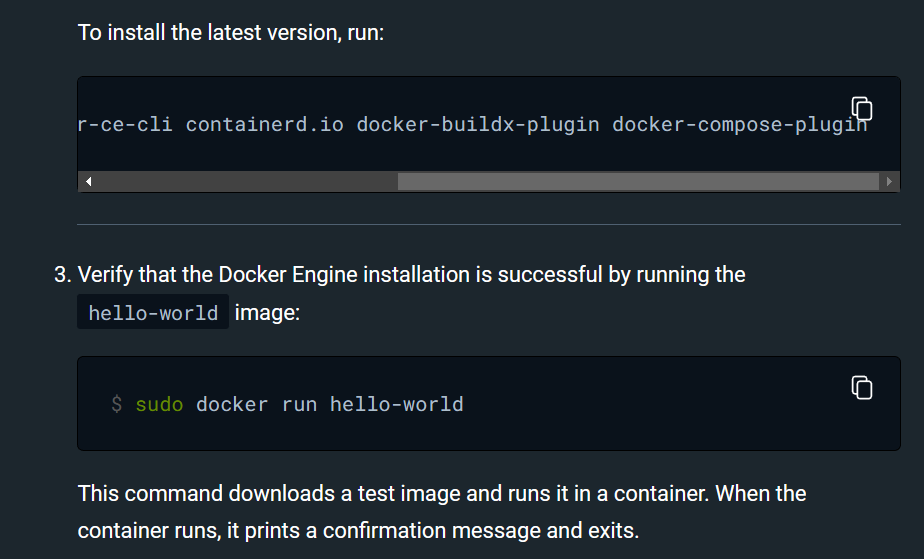 To install the latest version, run:
r-ce-cli containerd.io docker-buildx-plugin docker-compose-plugin
3. Verify that the Docker Engine installation is successful by running the
hello-world image:
$ sudo docker run hello-world
This command downloads a test image and runs it in a container. When the
container runs, it prints a confirmation message and exits.